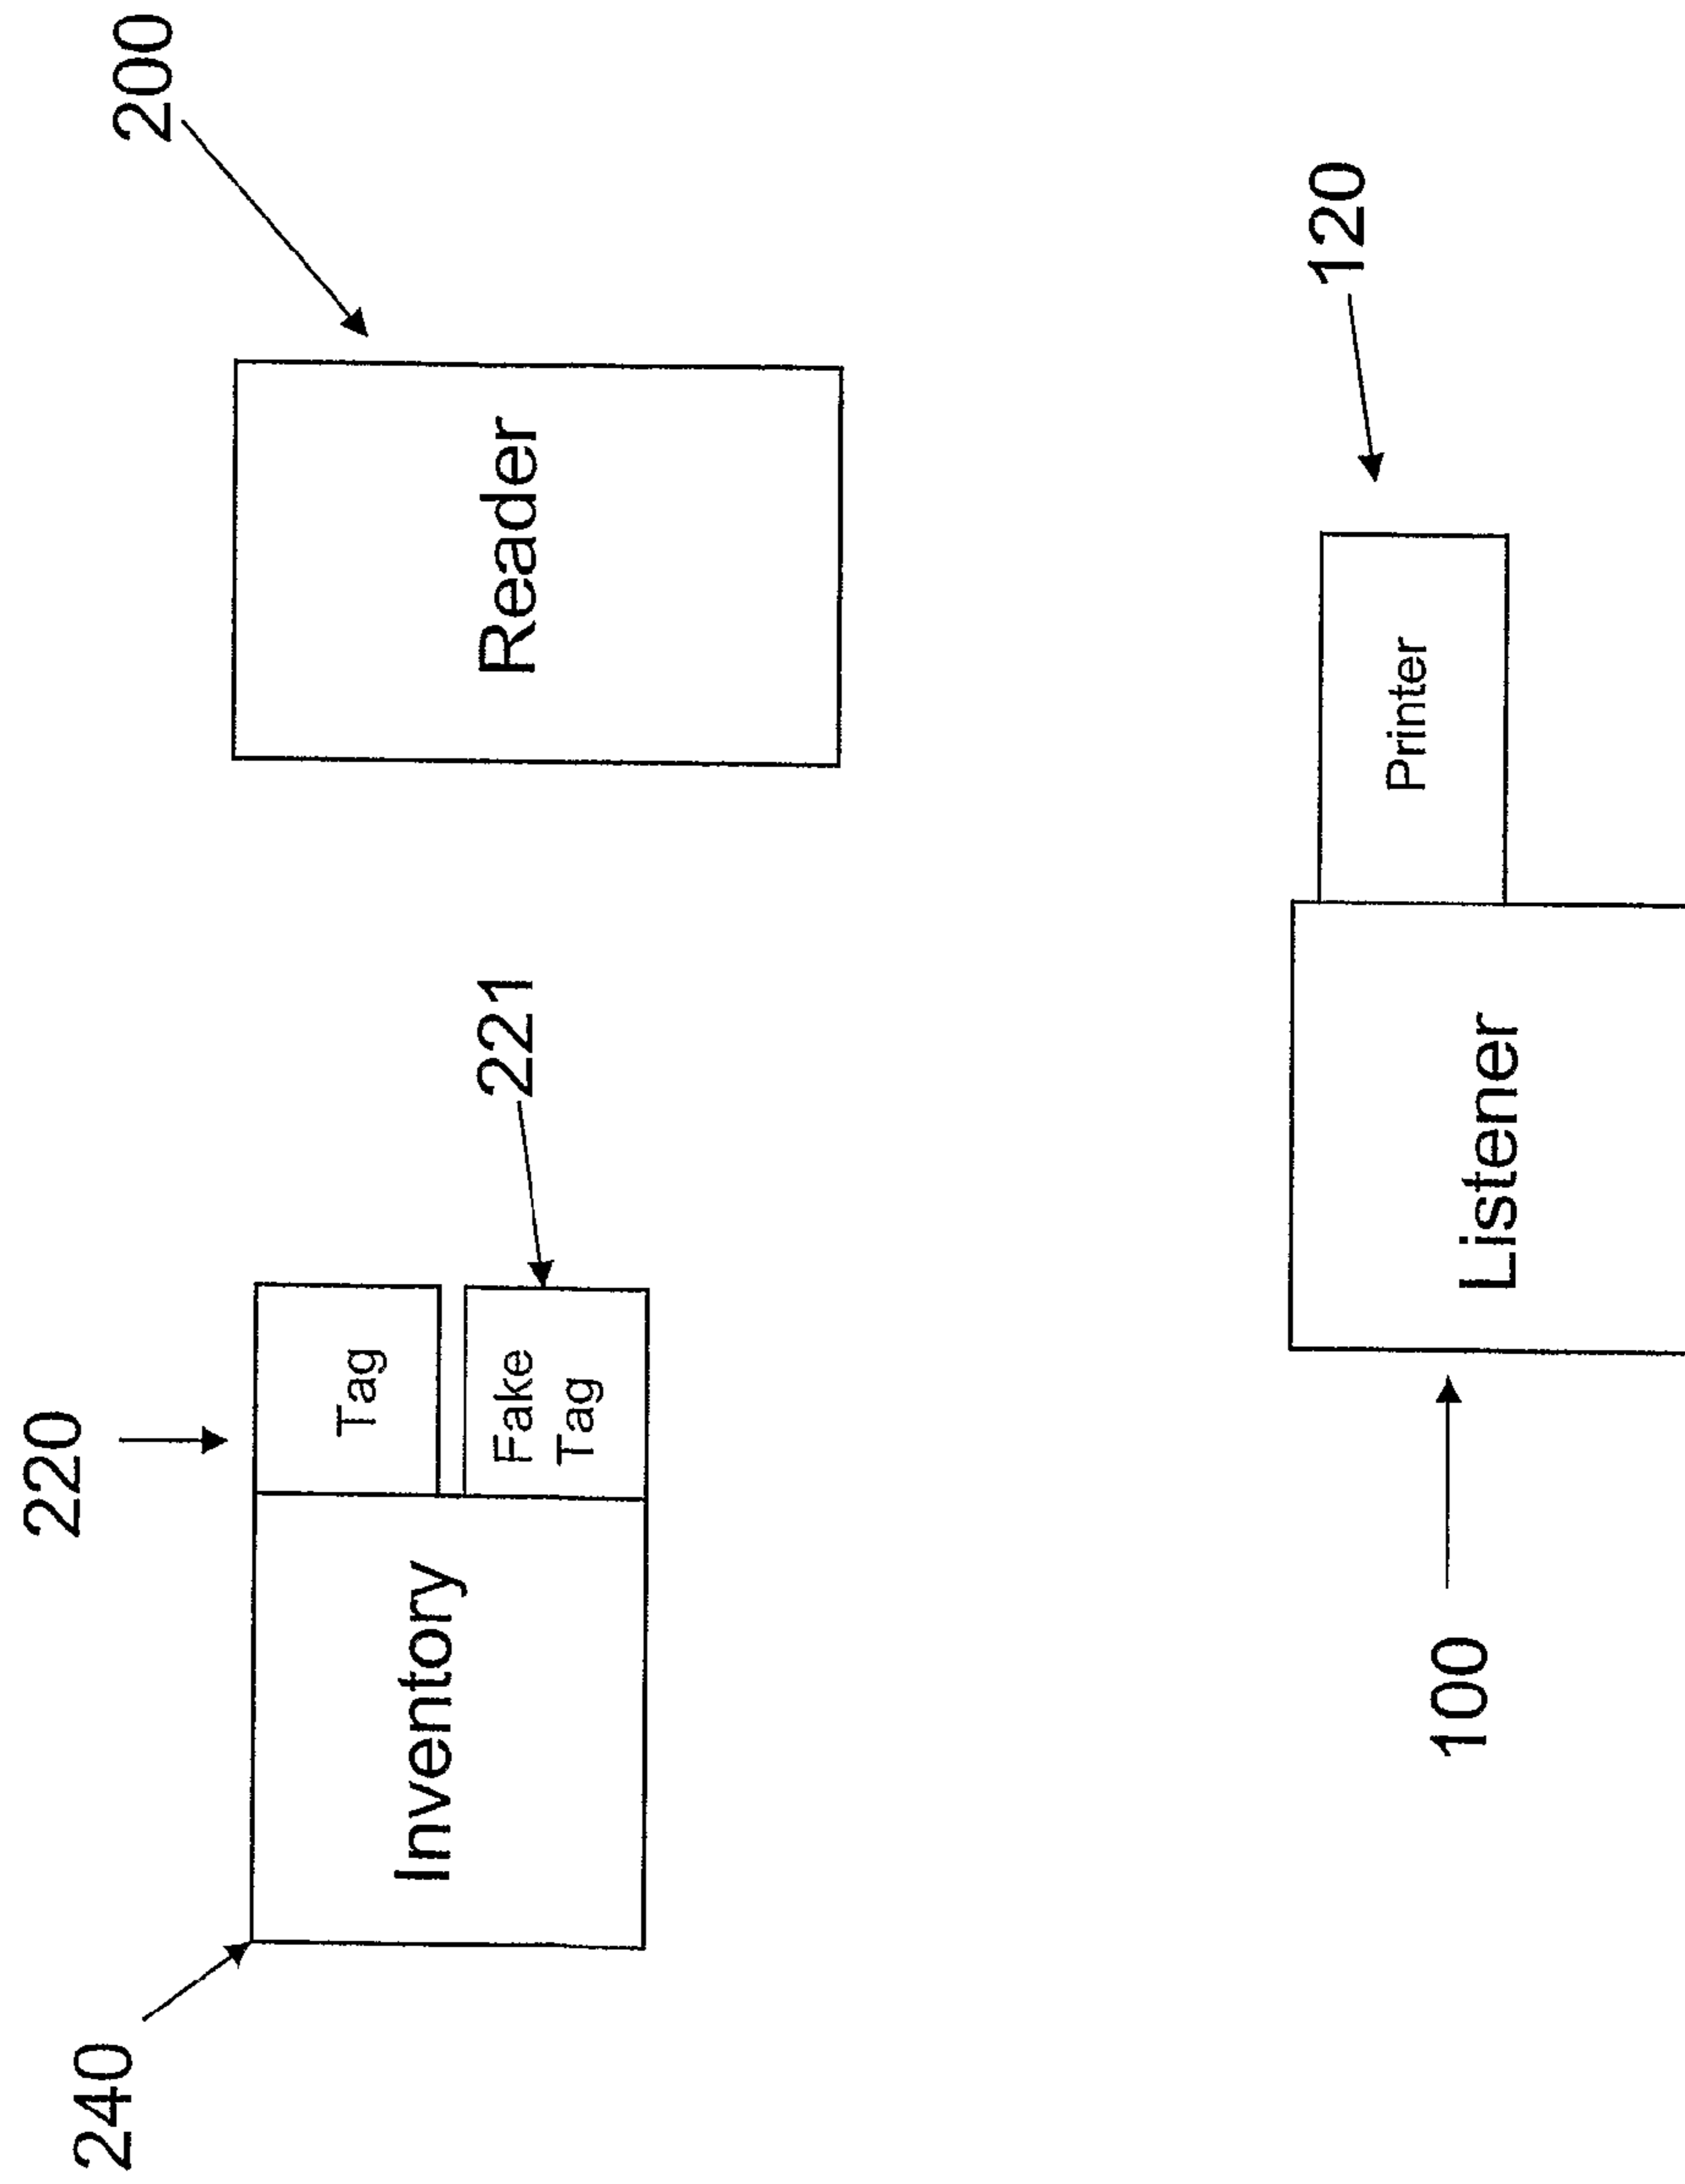 220
200
240
Inventory
Tag
Fake
Tag
221
Reader
120
100
Listener
Printer